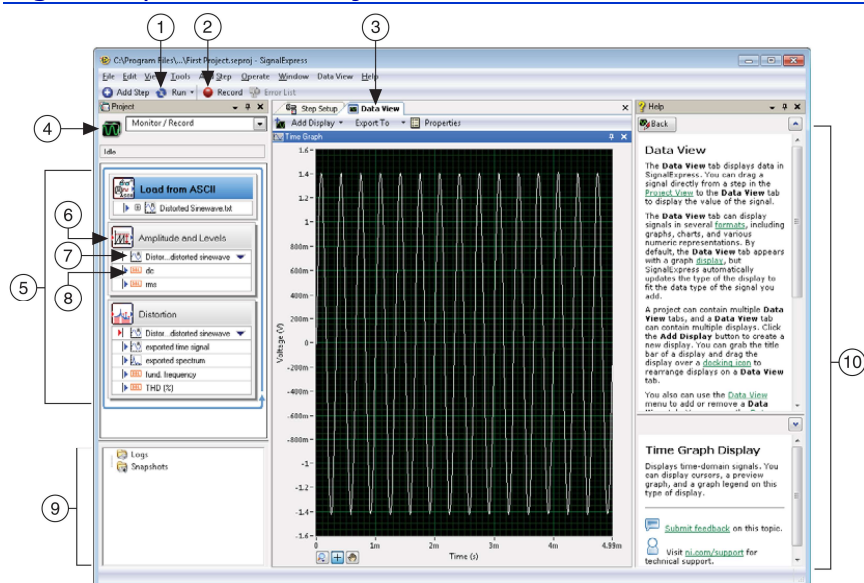 1
2
3
C:\Program Files\...\First Project.seproj - SignalExpress
File Edit View Tools Add Step Operate Window Data View Help
Add Step Run Record Error List
Project
4
Monitor / Record
Idle
5
Load from ASCII
Distorted Sinewave.txt
6
Amplitude and Levels
7
Distor...distorted sinewave
8
dc
rms
Distortion
Distor...distorted sinewave
exported time signal
exported spectrum
fund. frequency
THD (%)
9
Logs
Snapshots
Step Setup Data View
Add Display Export To Properties
Time Graph
Voltage (V)
1.6
1.4
1.2
1
800m
600m
400m
200m
0
-200m
-400m
-600m
-800m
-1
-1.2
-1.4
-1.6
0 1m 2m 3m 4m 4.99m
Time (s)
Help
Back
10
Data View
The Data View tab displays data in
SignalExpress. You can drag a
signal directly from a step in the
Project View to the Data View tab
to display the value of the signal.
The Data View tab can display
signals in several formats, including
graphs, charts, and various
numeric representations. By
default, the Data View tab appears
with a graph display, but
SignalExpress automatically
updates the type of the display to
fit the data type of the signal you
add.
A project can contain multiple Data
View tabs, and a Data View tab
can contain multiple displays. Click
the Add Display button to create a
new display. You can grab the title
bar of a display and drag the
display over a docking icon to
rearrange displays on a Data View
tab.
You also can use the Data View
menu to add or remove a Data
Time Graph Display
Displays time-domain signals. You
can display cursors, a preview
graph, and a graph legend on this
type of display.
Submit feedback on this topic.
Visit ni.com/support for
technical support.